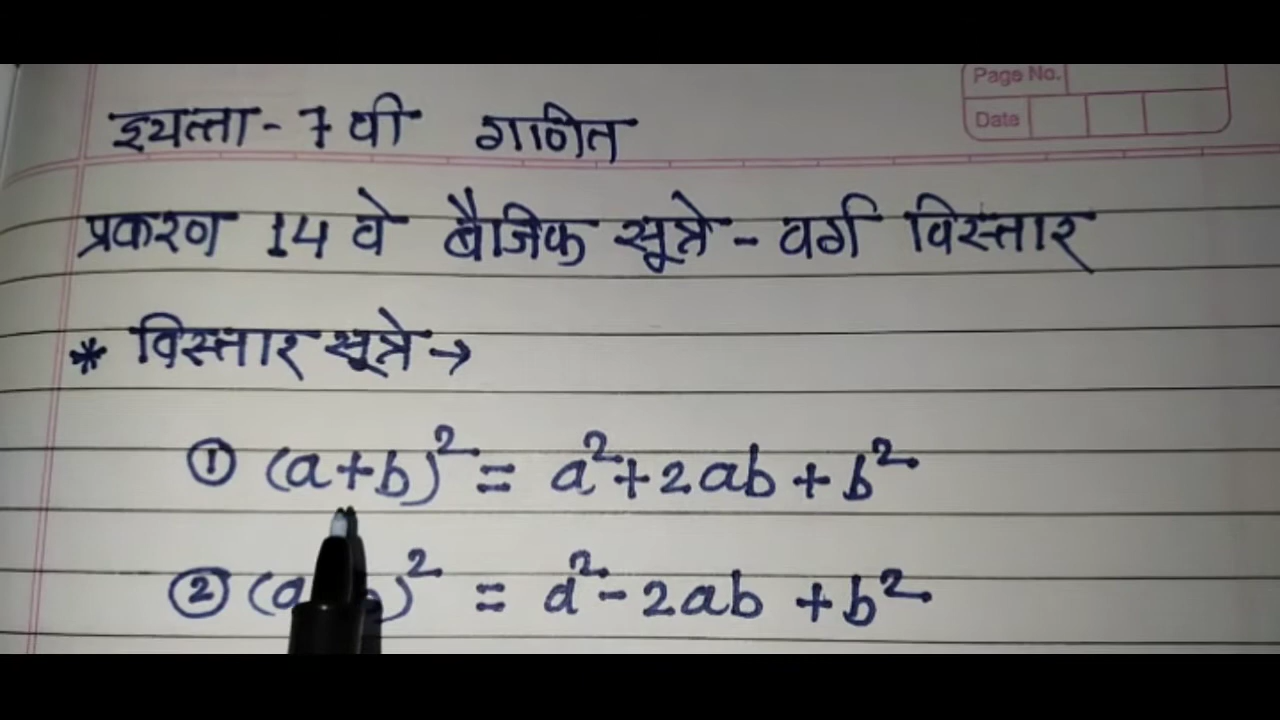 Page No.
Date
इयत्ता - 7 वी गणित
प्रकरण 14 वे बैजिक सूत्रे - वर्ग विस्तार
* विस्तार सूत्रे →
① (a+b)² = a²+2ab+b²
② (a )² = a²-2ab+b²